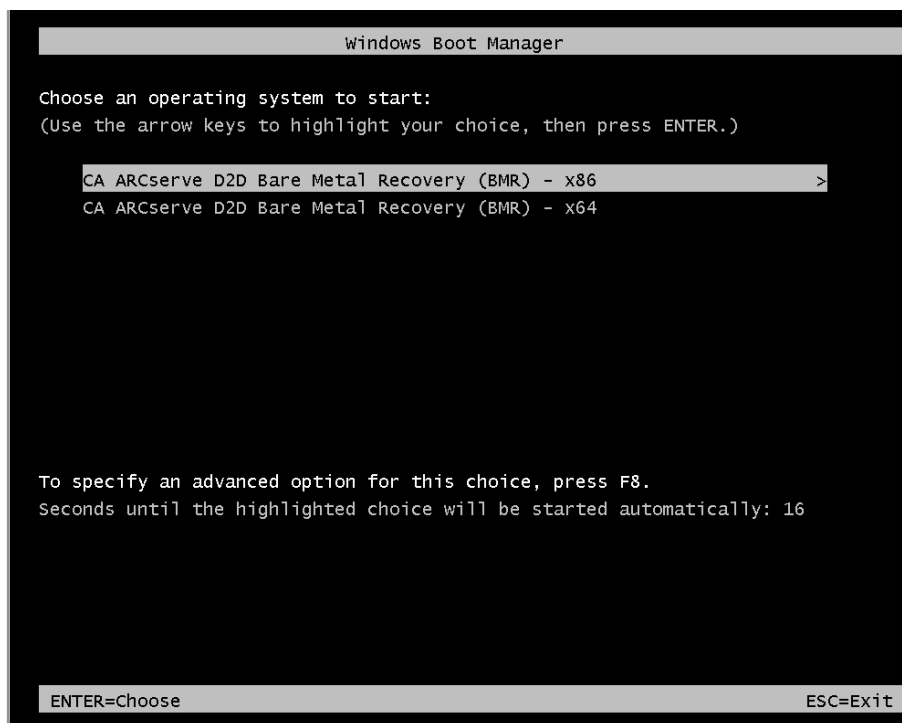 Windows Boot Manager
Choose an operating system to start:
(Use the arrow keys to highlight your choice, then press ENTER.)
CA ARCserve D2D Bare Metal Recovery (BMR) - x86 >
CA ARCserve D2D Bare Metal Recovery (BMR) - x64
To specify an advanced option for this choice, press F8.
Seconds until the highlighted choice will be started automatically: 16
ENTER=Choose ESC=Exit